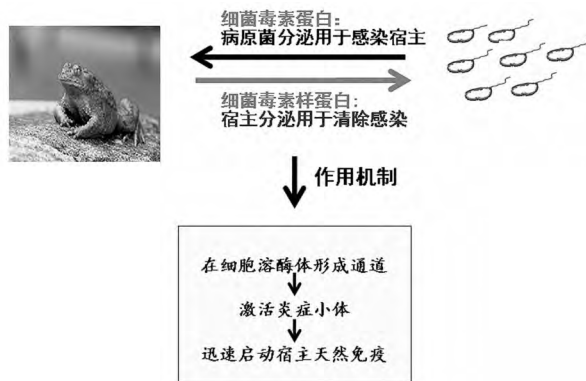 细菌毒素蛋白：
病原菌分泌用于感染宿主
细菌毒素样蛋白：
宿主分泌用于清除感染
作用机制
在细胞溶酶体形成通道
激活炎症小体
迅速启动宿主天然免疫